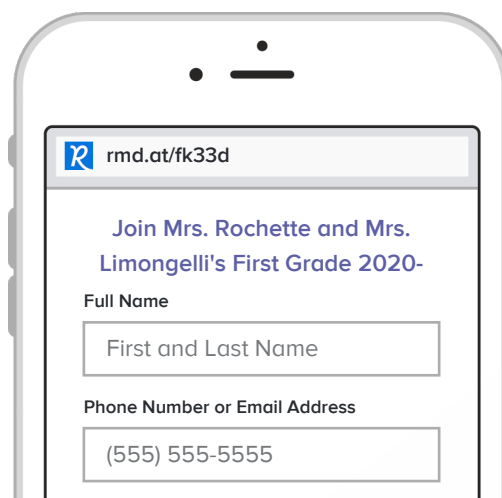 rmd.at/fk33d
Join Mrs. Rochette and Mrs.
Limongelli's First Grade 2020-
Full Name
First and Last Name
Phone Number or Email Address
(555) 555-5555